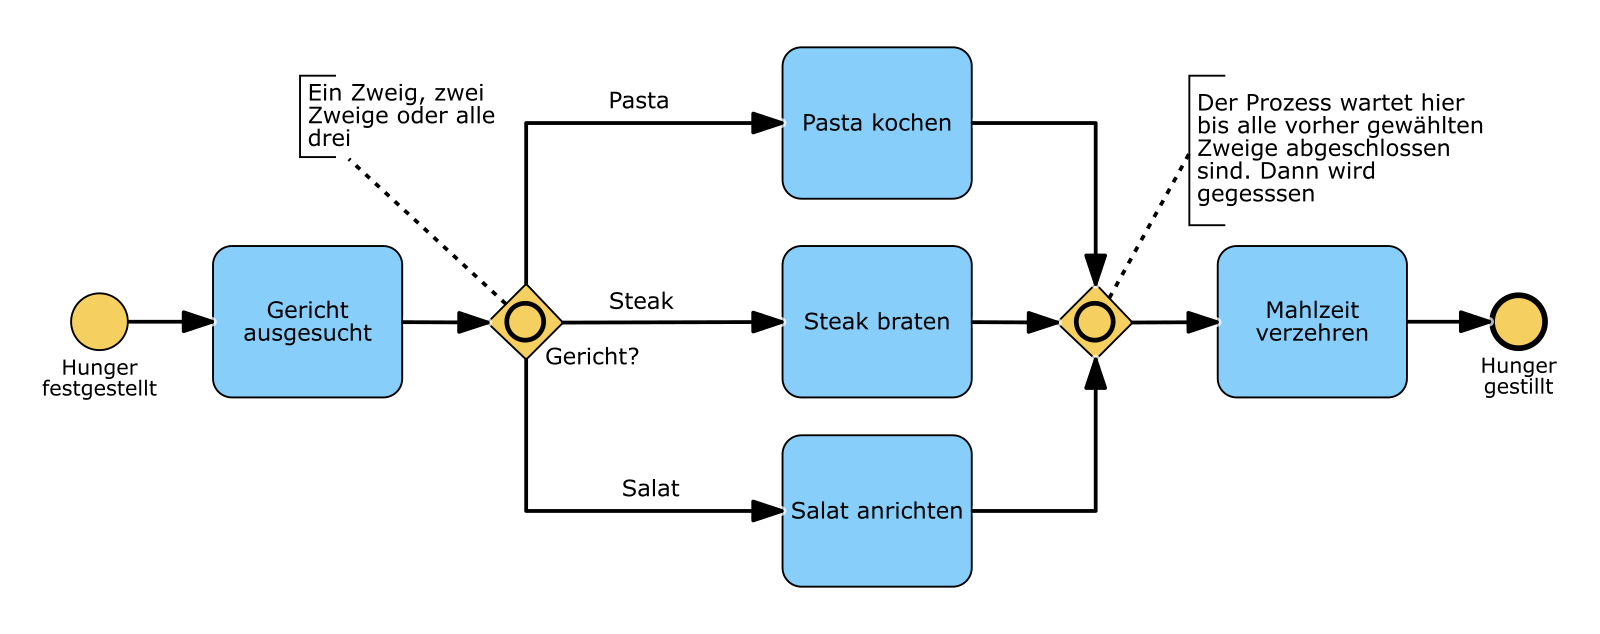 Ein Zweig, zwei
Zweige oder alle
drei
Pasta
Pasta kochen
Der Prozess wartet hier
bis alle vorher gewählten
Zweige abgeschlossen
sind. Dann wird
gegesssen
Hunger
festgestellt
Gericht
ausgesucht
Gericht?
Steak
Steak braten
Mahlzeit
verzehren
Hunger
gestillt
Salat
Salat anrichten